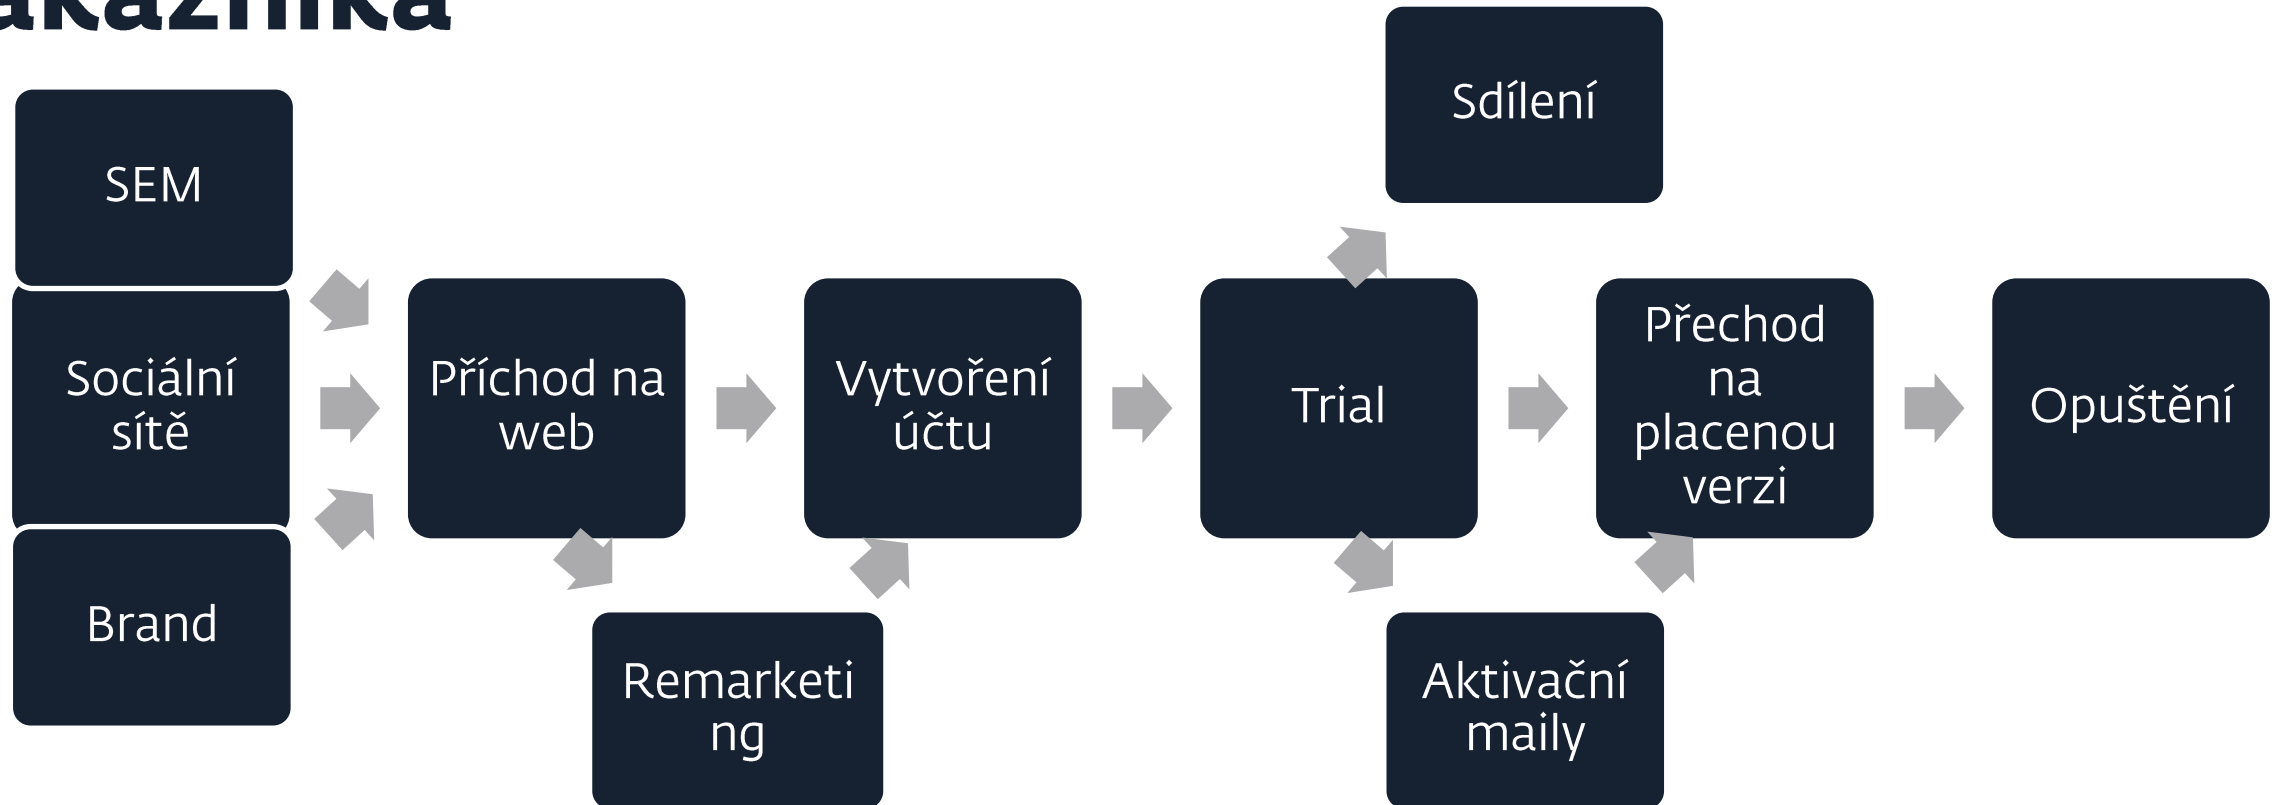 SEM
Sociální
sítě
Brand
Příchod na
web
Remarketi
ng
Vytvoření
účtu
Trial
Sdílení
Aktivační
maily
Přechod
na
placenou
verzi
Opuštění